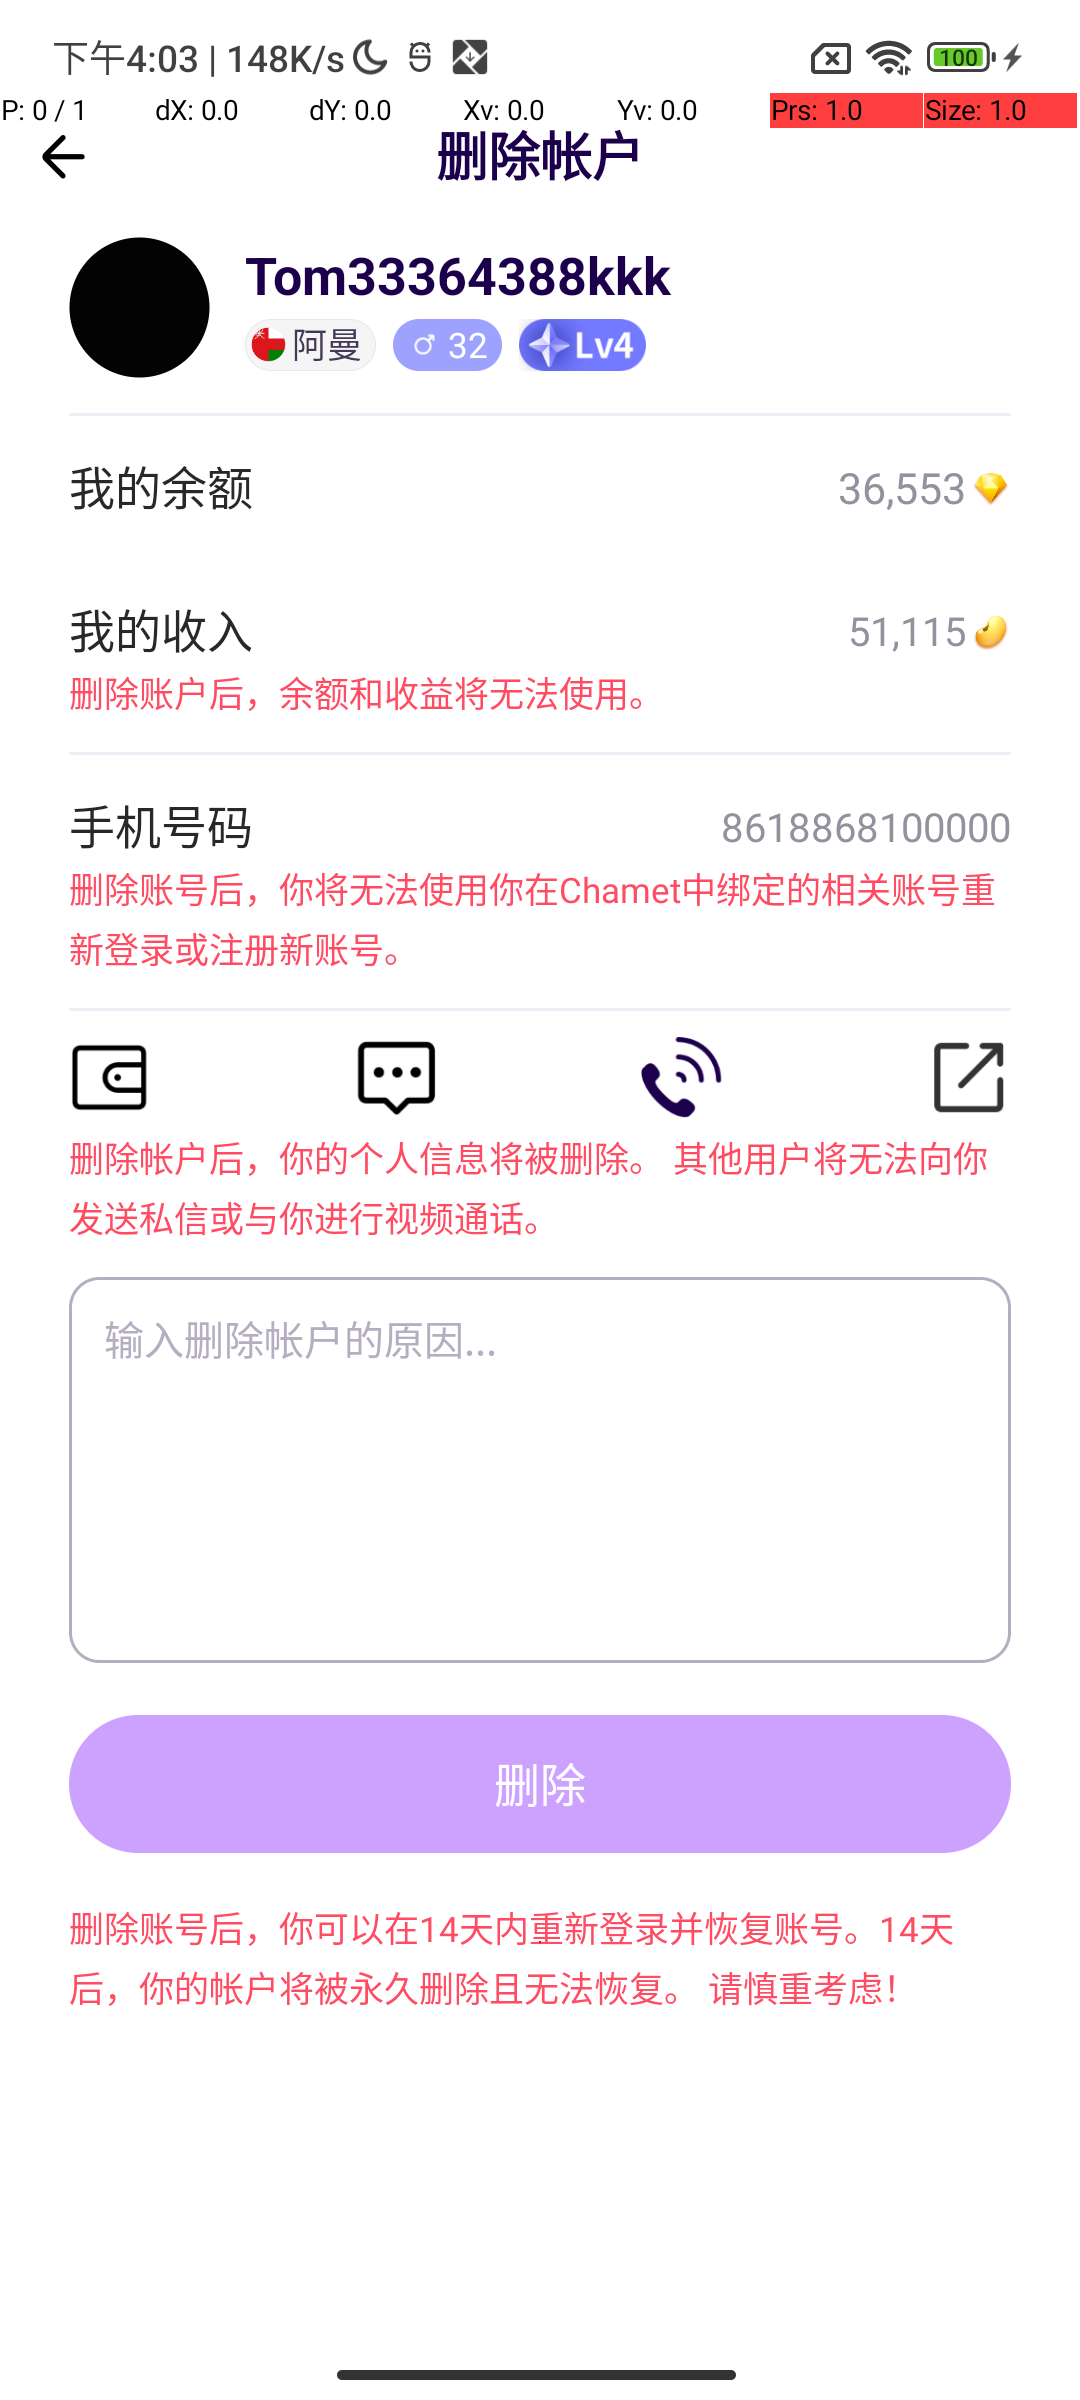 下午4:03 | 148K/s
100
P: 0 / 1 dX: 0.0 dY: 0.0 Xv: 0.0 Yv: 0.0 Prs: 1.0 Size: 1.0
删除帐户
Tom33364388kkk
阿曼 ♂ 32 Lv4
我的余额 36,553
我的收入 51,115
删除账户后，余额和收益将无法使用。
手机号码 8618868100000
删除账号后，你将无法使用你在Chamet中绑定的相关账号重
新登录或注册新账号。
删除帐户后，你的个人信息将被删除。 其他用户将无法向你
发送私信或与你进行视频通话。
输入删除帐户的原因...
删除
删除账号后，你可以在14天内重新登录并恢复账号。14天
后，你的帐户将被永久删除且无法恢复。 请慎重考虑！